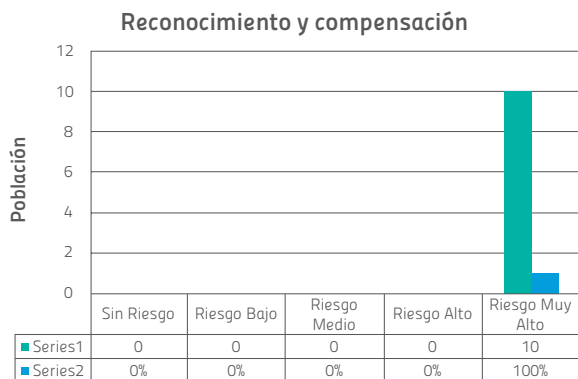 Reconocimiento y compensación
Población
12
10
8
6
4
2
0
Sin Riesgo Riesgo Bajo Riesgo Medio Riesgo Alto Riesgo Muy Alto
Series1 0 0 0 0 10
Series2 0% 0% 0% 0% 100%